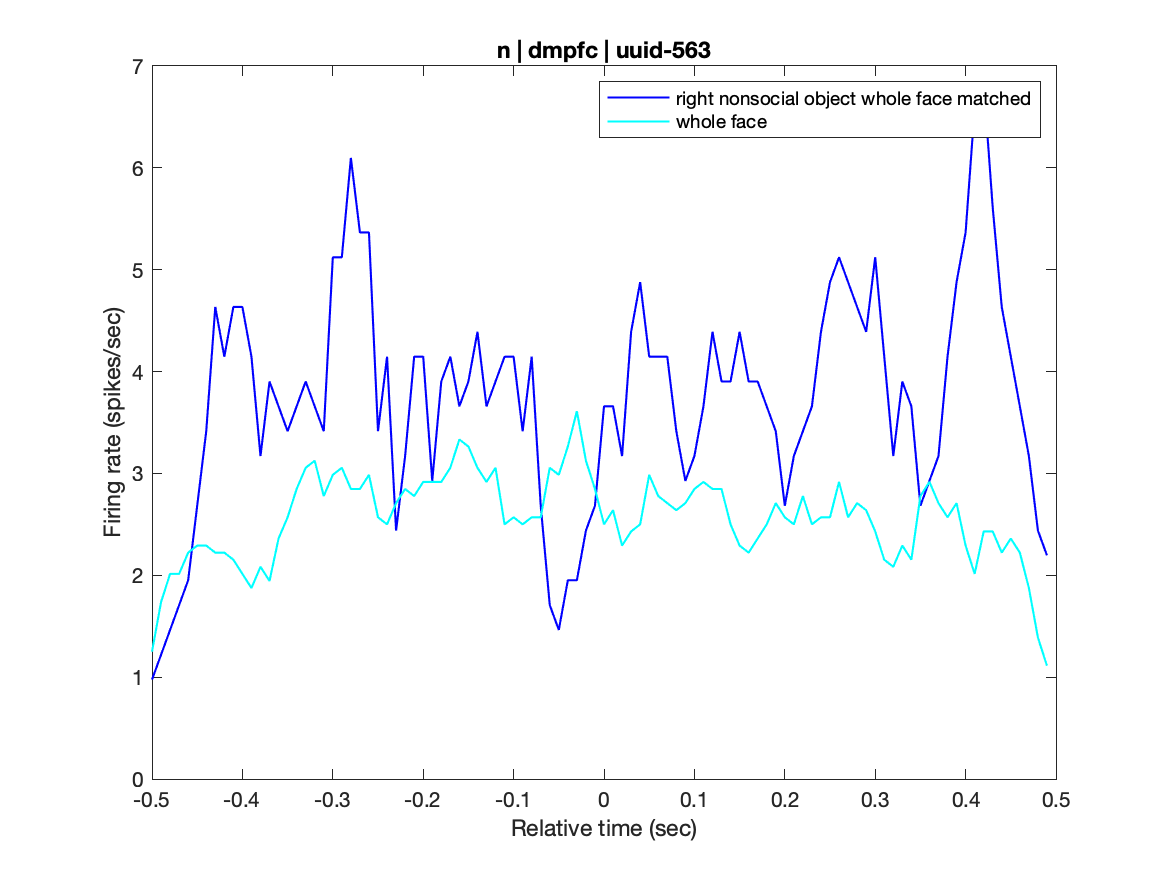 n | dmpfc | uuid-563
right nonsocial object whole face matched
whole face
7
6
5
4
3
2
1
0
Firing rate (spikes/sec)
-0.5 -0.4 -0.3 -0.2 -0.1 0 0.1 0.2 0.3 0.4 0.5
Relative time (sec)